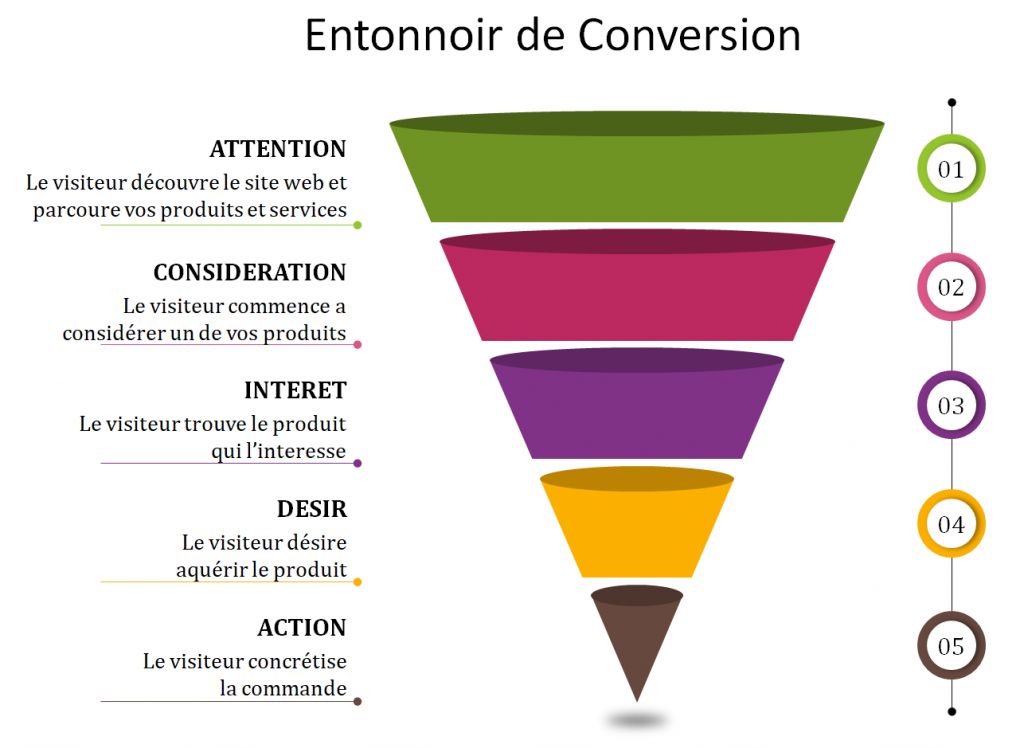 Entonnoir de Conversion
ATTENTION
Le visiteur découvre le site web et
parcoure vos produits et services
01
CONSIDERATION
Le visiteur commence a
considérer un de vos produits
02
INTERET
Le visiteur trouve le produit
qui l’interesse
03
DESIR
Le visiteur désire
aquérir le produit
04
ACTION
Le visiteur concrétise
la commande
05